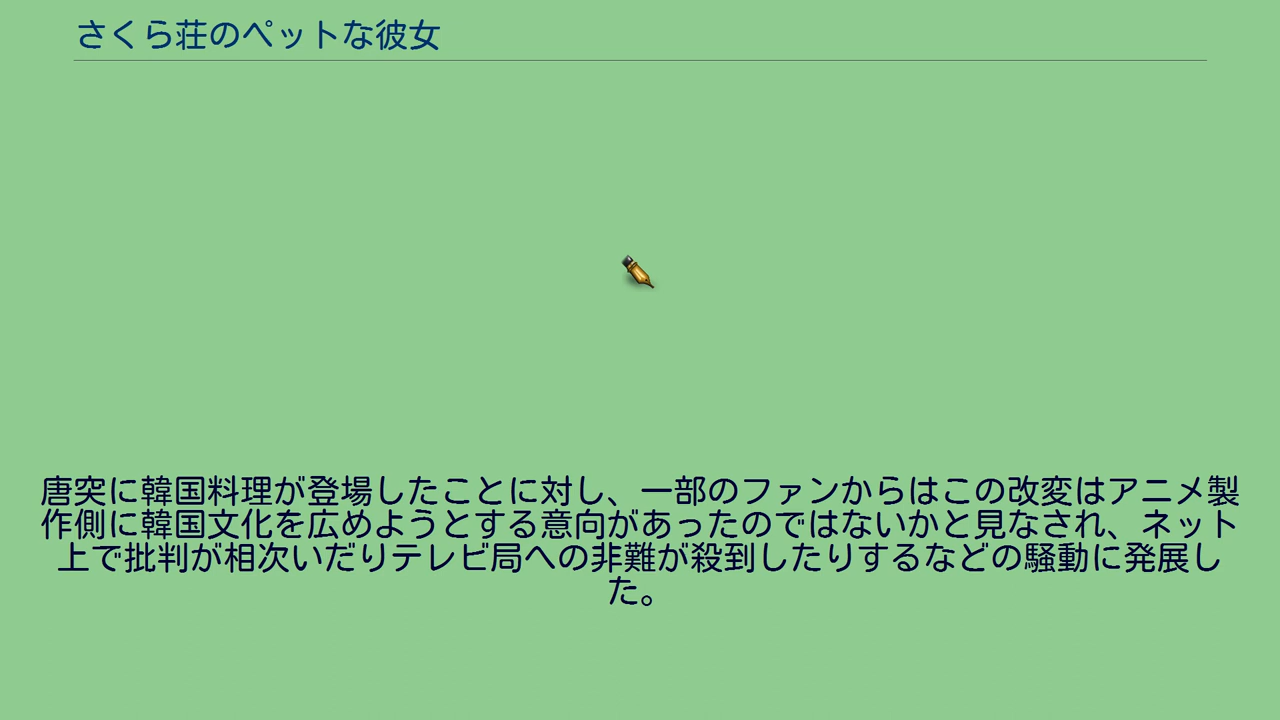 さくら荘のペットな彼女
唐突に韓国料理が登場したことに対し、一部のファンからはこの改変はアニメ製
作側に韓国文化を広めようとする意向があったのではないかと見なされ、ネット
上で批判が相次いだりテレビ局への非難が殺到したりするなどの騒動に発展し
た。